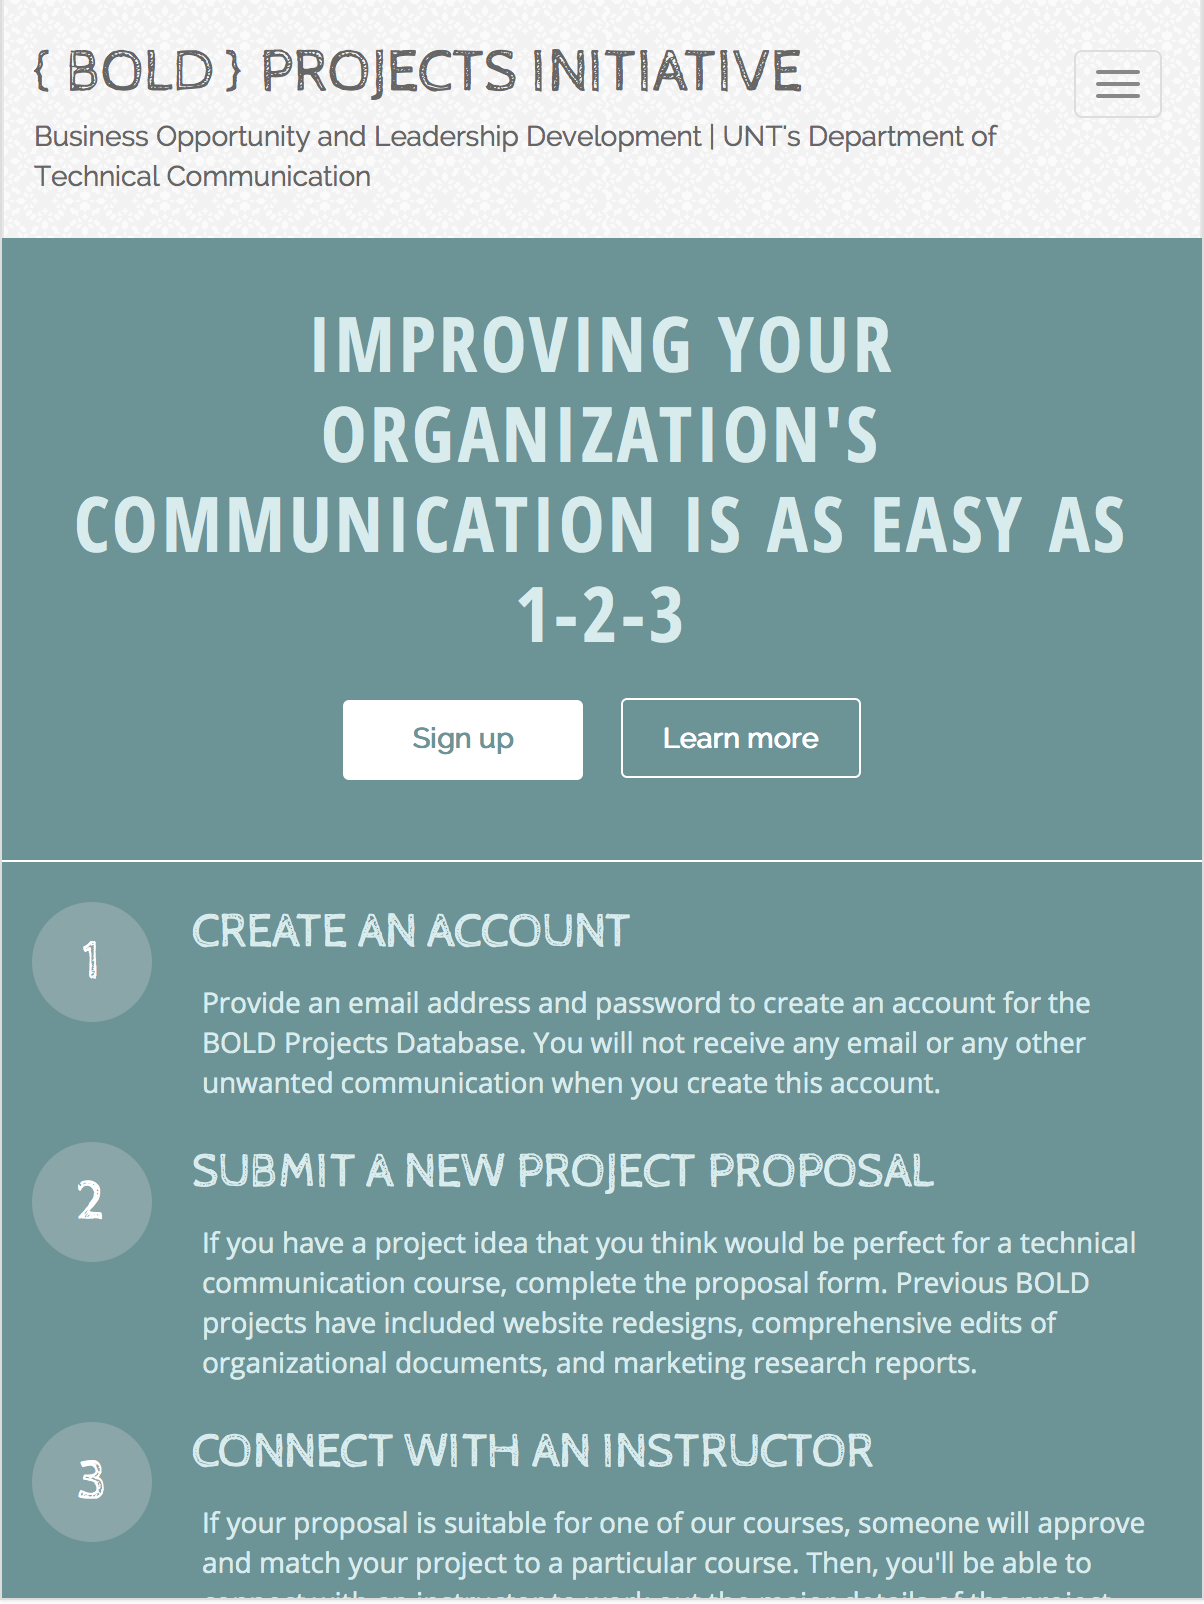 { BOLD } PROJECTS INITIATIVE
Business Opportunity and Leadership Development | UNT's Department of
Technical Communication
IMPROVING YOUR
ORGANIZATION'S
COMMUNICATION IS AS EASY AS
1-2-3
Sign up
Learn more
1
CREATE AN ACCOUNT
Provide an email address and password to create an account for the
BOLD Projects Database. You will not receive any email or any other
unwanted communication when you create this account.
2
SUBMIT A NEW PROJECT PROPOSAL
If you have a project idea that you think would be perfect for a technical
communication course, complete the proposal form. Previous BOLD
projects have included website redesigns, comprehensive edits of
organizational documents, and marketing research reports.
3
CONNECT WITH AN INSTRUCTOR
If your proposal is suitable for one of our courses, someone will approve
and match your project to a particular course. Then, you'll be able to